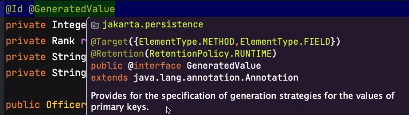 @Id @GeneratedValue
private Integer
private Rank r
private String
private String
public Officer
jakarta.persistence
@Target({ElementType.METHOD,ElementType.FIELD})
@Retention(RetentionPolicy.RUNTIME)
public @interface GeneratedValue
extends java.lang.annotation.Annotation
Provides for the specification of generation strategies for the values of
primary keys.